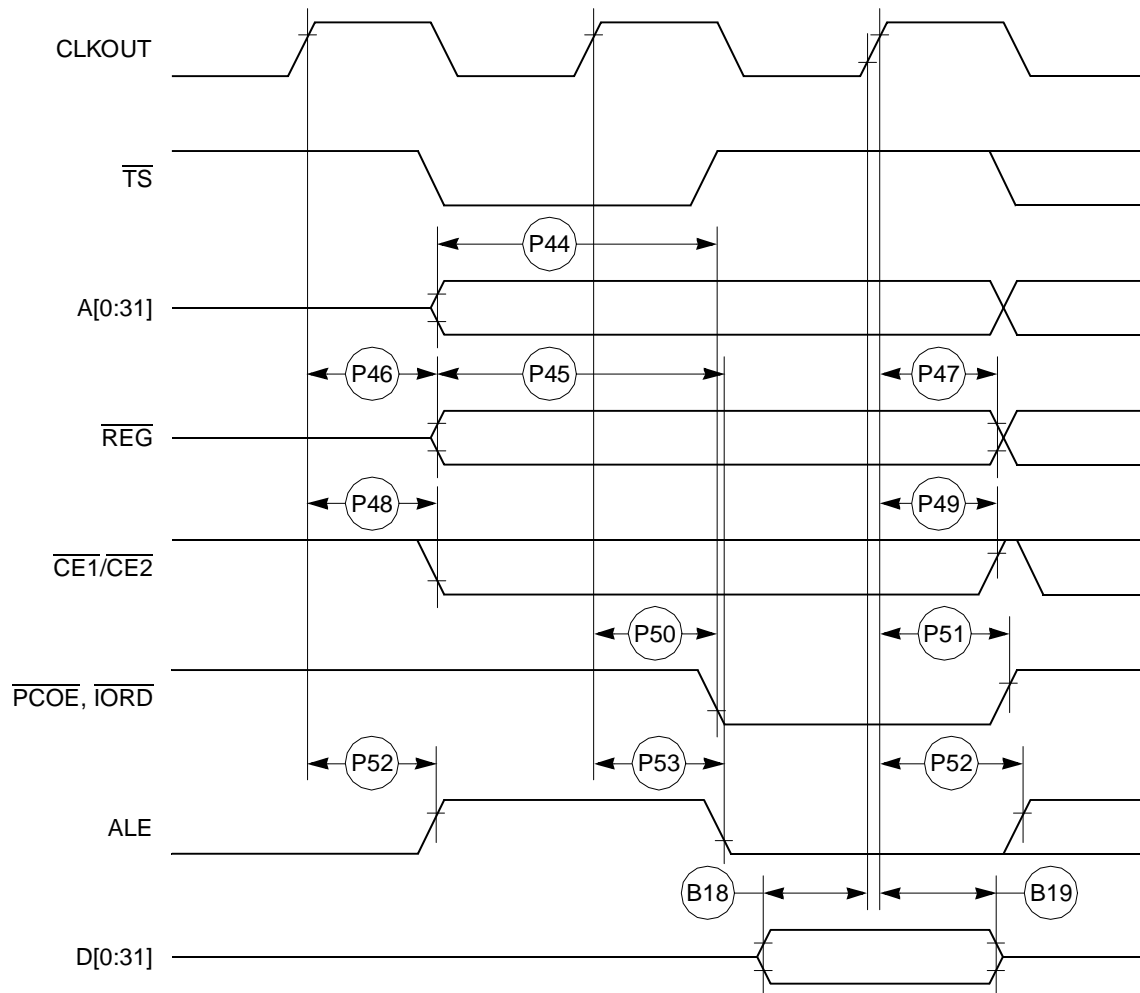 CLKOUT
TS
P44
A[0:31]
P46 P45 P47
REG
P48 P49
CE1/CE2
P50 P51
PCOE, IORD
P52 P53 P52
ALE
B18 B19
D[0:31]